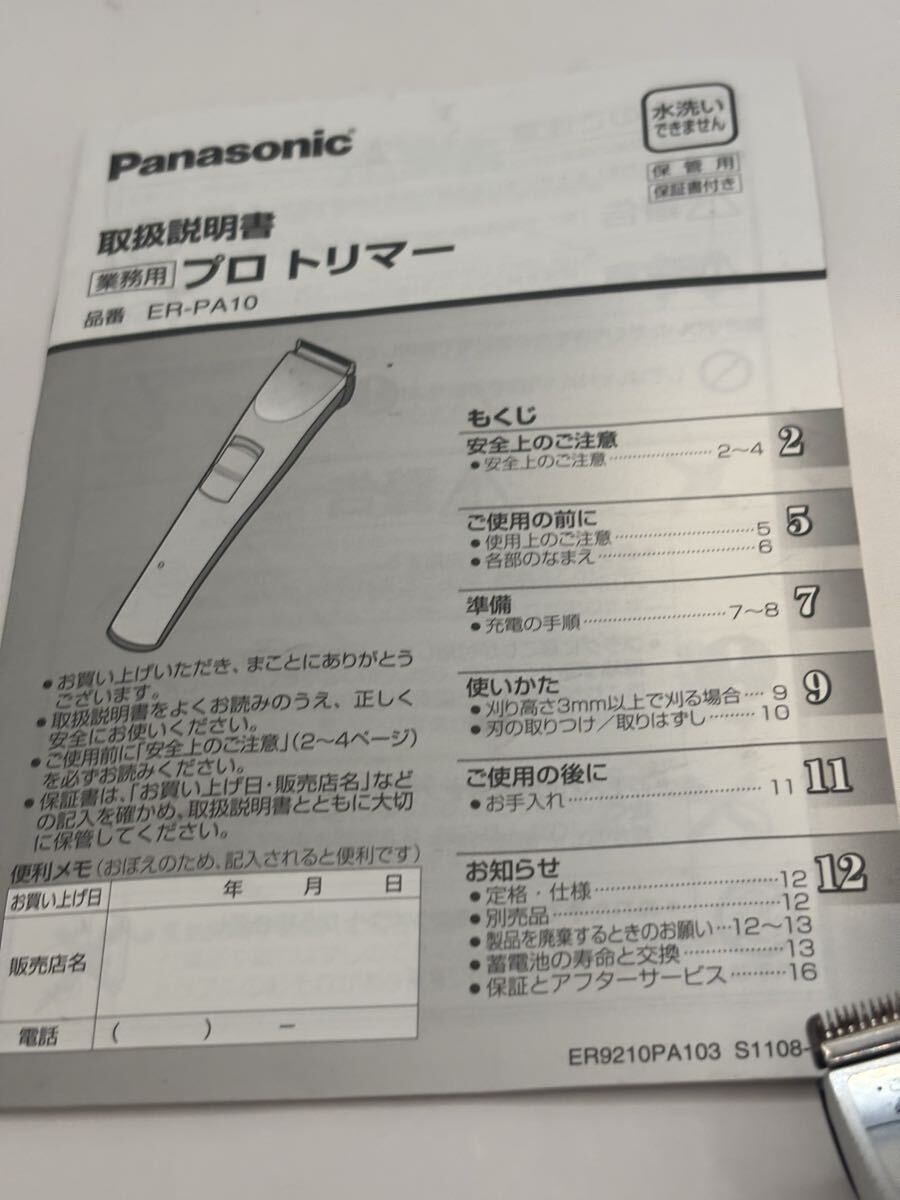 Panasonic
水洗い
できません
保管用
保証書付き
取扱説明書
業務用 プロ トリマー
品番 ER-PA10
もくじ
安全上のご注意
●安全上のご注意 2～4
2
ご使用の前に
●使用上のご注意 5
●各部のなまえ 6
5
準備
●充電の手順 7～8
7
使いかた
●刈り高さ3mm以上で刈る場合 9
●刃の取りつけ／取りはずし 10
9
ご使用の後に
●お手入れ 11
11
お知らせ
●定格・仕様 12
●別売品 12
●製品を廃棄するときのお願い 12～13
●蓄電池の寿命と交換 13
●保証とアフターサービス 16
12
●お買い上げいただき、まことにありがとう
ございます。
●取扱説明書をよくお読みのうえ、正しく
安全にお使いください。
●ご使用前に「安全上のご注意」(2～4ページ)
を必ずお読みください。
●保証書は、「お買い上げ日・販売店名」など
の記入を確かめ、取扱説明書とともに大切
に保管してください。
便利メモ(おぼえのため、記入されると便利です)
お買い上げ日 年 月 日
販売店名
電話 ( ) −
ER9210PA103 S1108-